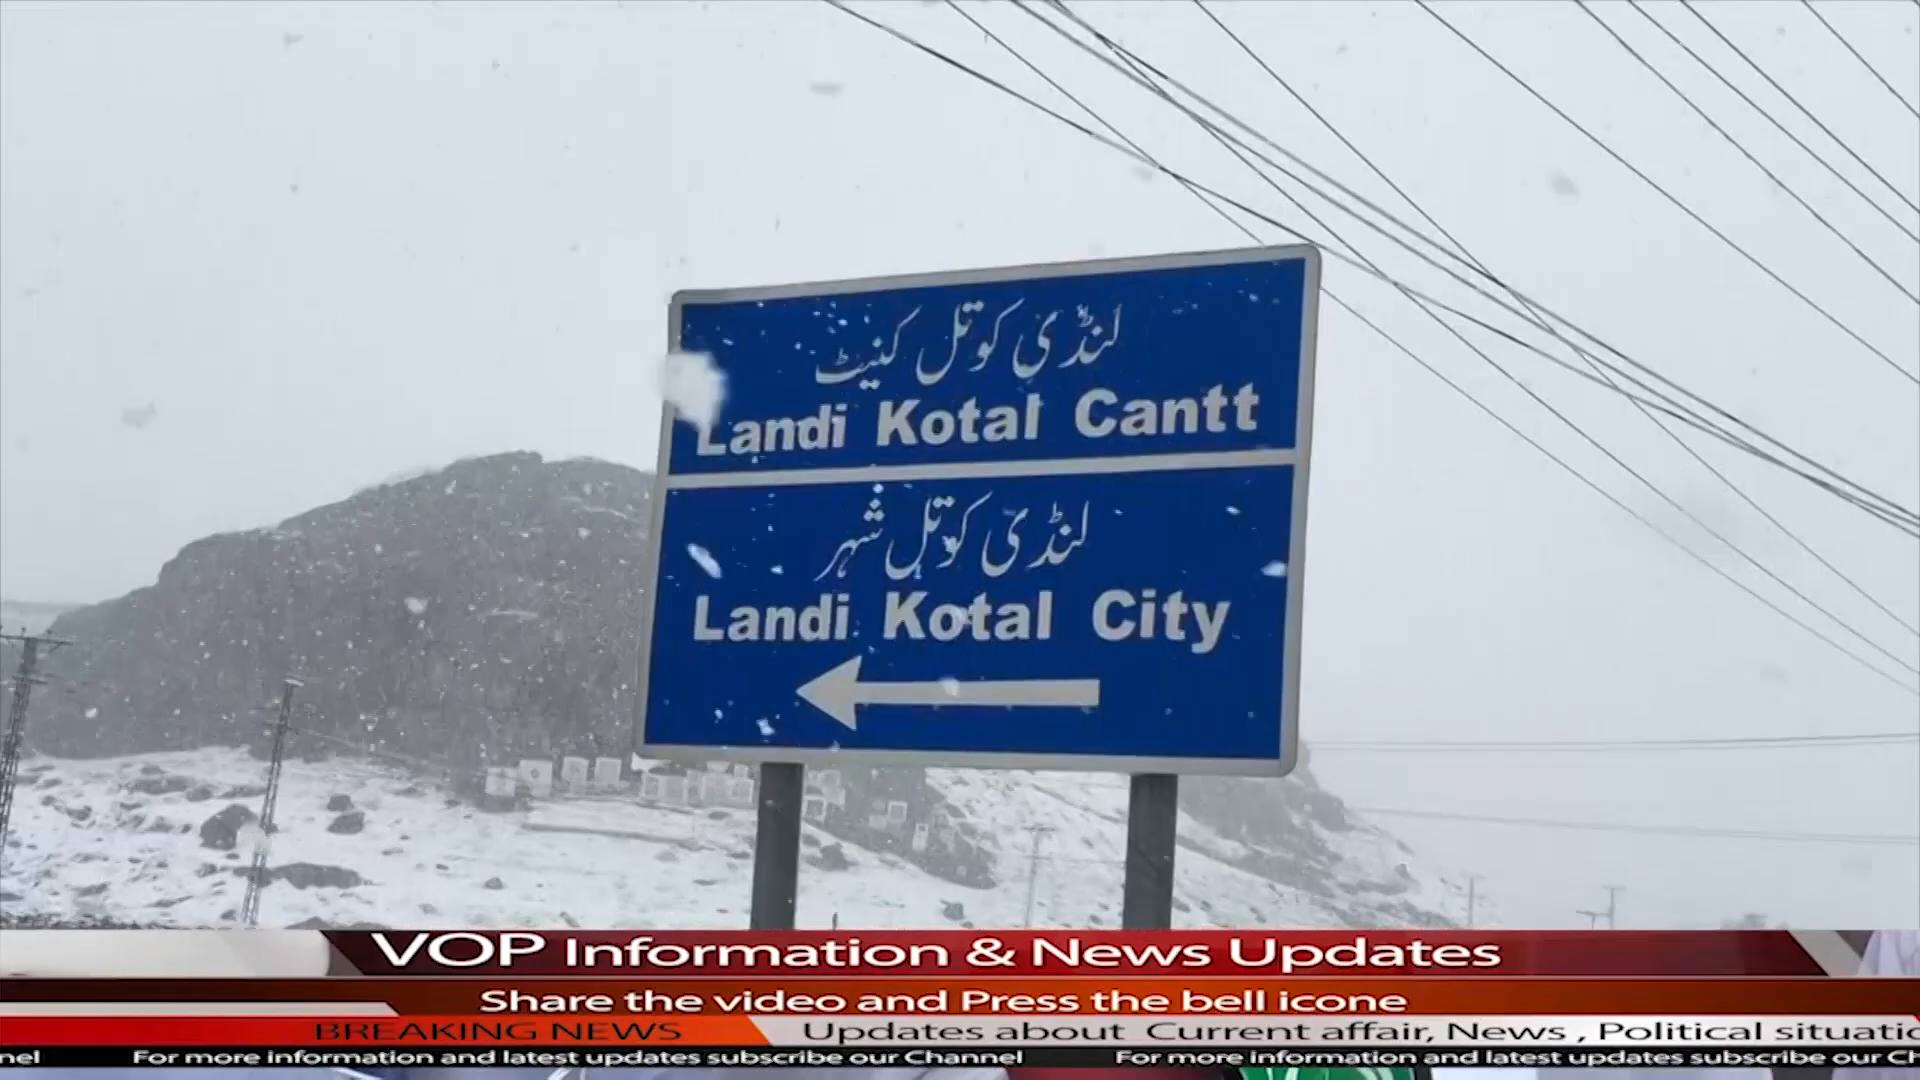 لنڈی کوتل کینٹ
Landi Kotal Cantt
لنڈی کوتل شہر
Landi Kotal City
VOP Information & News Updates
Share the video and Press the bell icone
BREAKING NEWS
Updates about Current affair, News , Political situatio
nel For more information and latest updates subscribe our Channel For more information and latest updates subscribe our Ch